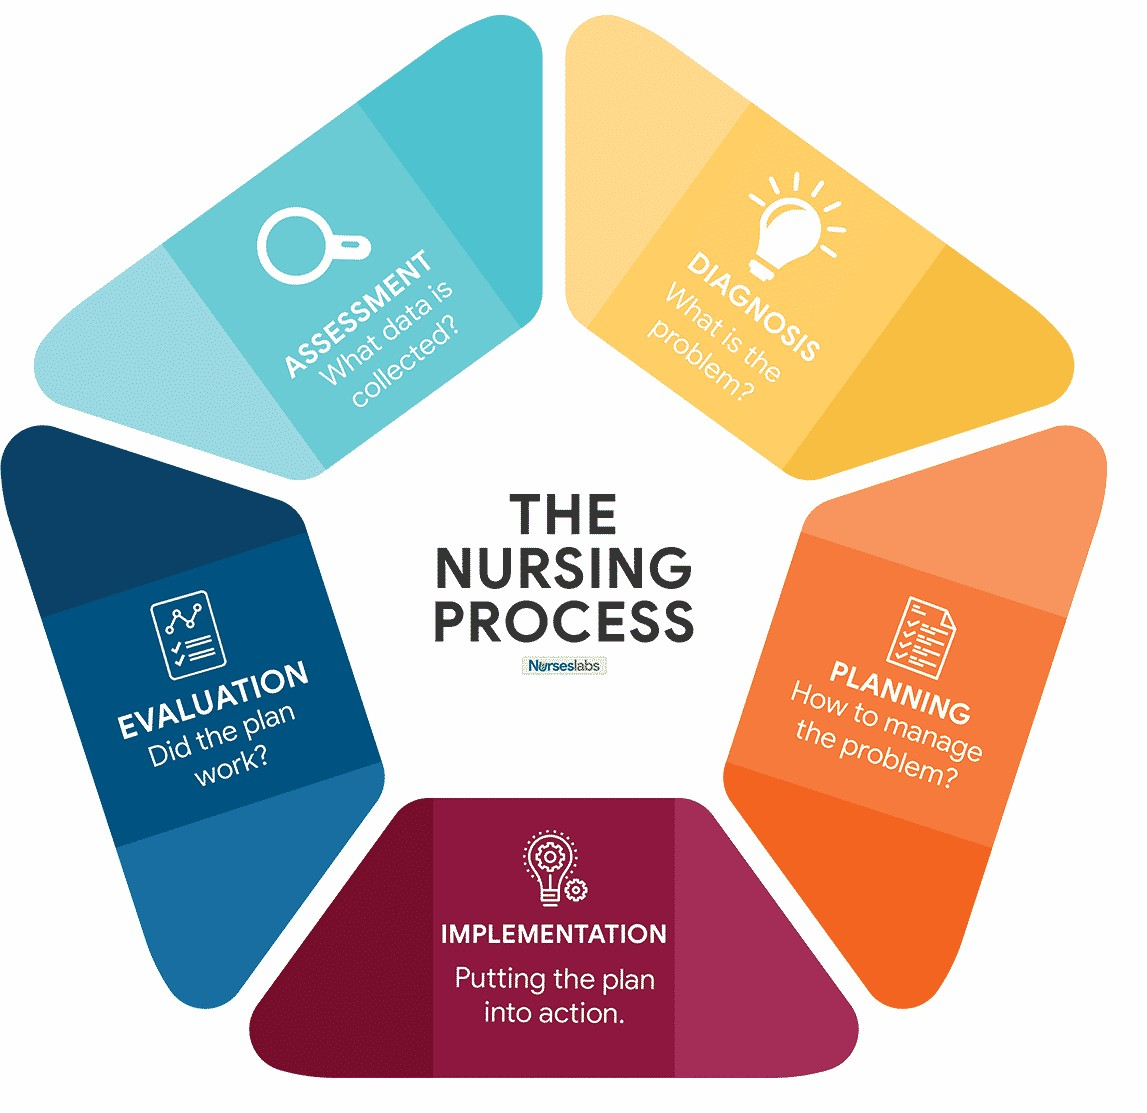 ASSESSMENT
What data is
collected?
DIAGNOSIS
What is the
problem?
THE
NURSING
PROCESS
Nurseslabs
EVALUATION
Did the plan
work?
PLANNING
How to manage
the problem?
IMPLEMENTATION
Putting the plan
into action.